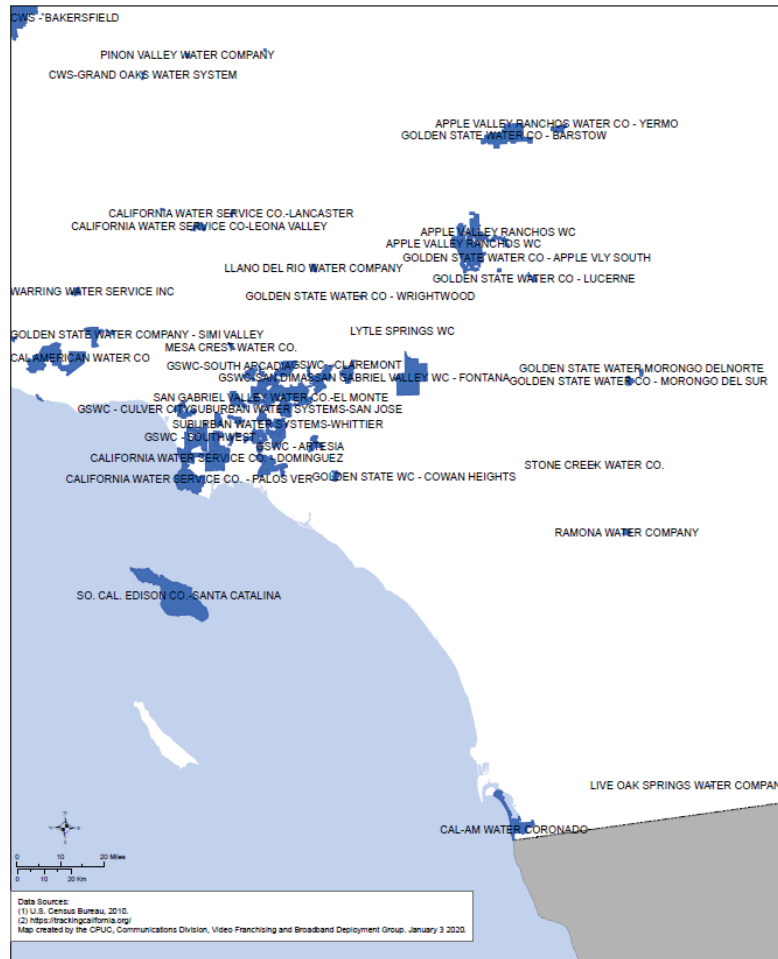 CWS - BAKERSFIELD
PINON VALLEY WATER COMPANY
CWS-GRAND OAKS WATER SYSTEM
APPLE VALLEY RANCHOS WATER CO - YERMO
GOLDEN STATE WATER CO - BARSTOW
CALIFORNIA WATER SERVICE CO.-LANCASTER
CALIFORNIA WATER SERVICE CO-LEONA VALLEY
APPLE VALLEY RANCHOS WC
APPLE VALLEY RANCHOS WC
GOLDEN STATE WATER CO - APPLE VLY SOUTH
LLANO DEL RIO WATER COMPANY
GOLDEN STATE WATER CO - LUCERNE
WARRING WATER SERVICE INC
GOLDEN STATE WATER CO - WRIGHTWOOD
GOLDEN STATE WATER COMPANY - SIMI VALLEY
LYTLE SPRINGS WC
MESA CREST WATER CO.
CAL AMERICAN WATER CO
GSWC-SOUTH ARCADIA
GSWC - CLAREMONT
GOLDEN STATE WATER MORONGO DELNORTE
GSWC-SAN DIMAS
SAN GABRIEL VALLEY WC - FONTANA
GOLDEN STATE WATER CO - MORONGO DEL SUR
SAN GABRIEL VALLEY WATER CO.-EL MONTE
GSWC - CULVER CITY
SUBURBAN WATER SYSTEMS-SAN JOSE
SUBURBAN WATER SYSTEMS-WHITTIER
GSWC - SOUTHWEST
GSWC - ARTESIA
CALIFORNIA WATER SERVICE CO. - DOMINGUEZ
STONE CREEK WATER CO.
CALIFORNIA WATER SERVICE CO. - PALOS VER
GOLDEN STATE WC - COWAN HEIGHTS
RAMONA WATER COMPANY
SO. CAL. EDISON CO.-SANTA CATALINA
LIVE OAK SPRINGS WATER COMPAN
CAL-AM WATER CORONADO
N
W E
S
0 10 20 Miles
0 10 20 Km
Data Sources:
(1) U.S. Census Bureau, 2010.
(2) https://trackingcalifornia.org/
Map created by the CPUC, Communications Division, Video Franchising and Broadband Deployment Group. January 3 2020.